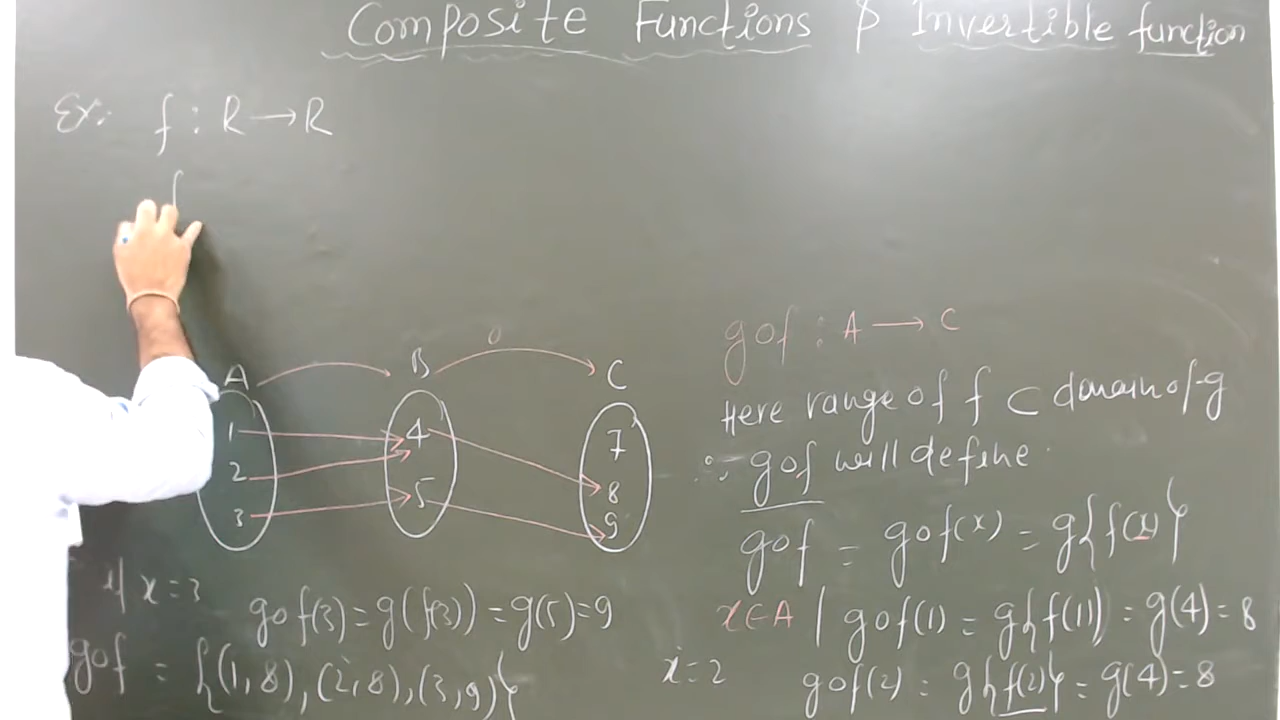 Composite Functions & Invertible function
Ex: f : R → R
f
A B C
1 4 7
2 5 8
3 9
gof : A → C
Here range of f ⊂ domain of g
∴ gof will define
gof = gof(x) = g{f(x)}
x∈A | gof(1) = g{f(1)} = g(4) = 8
x = 2 gof(2) = g{f(2)} = g(4) = 8
if x = 3 gof(3) = g(f(3)) = g(5) = 9
gof = {(1,8), (2,8), (3,9)}